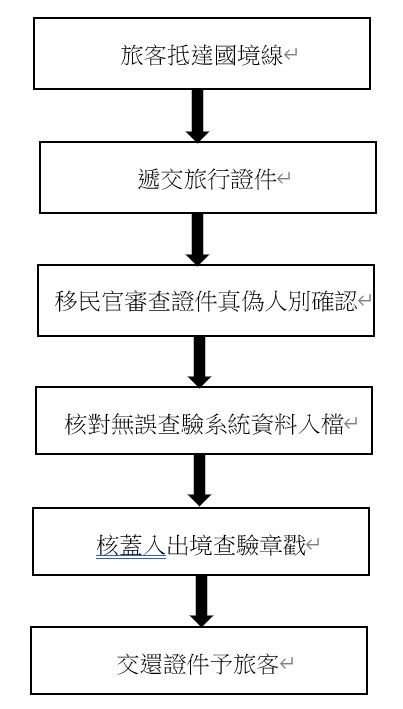 旅客抵達國境線
遞交旅行證件
移民官審查證件真偽人別確認
核對無誤查驗系統資料入檔
核蓋入出境查驗章戳
交還證件予旅客